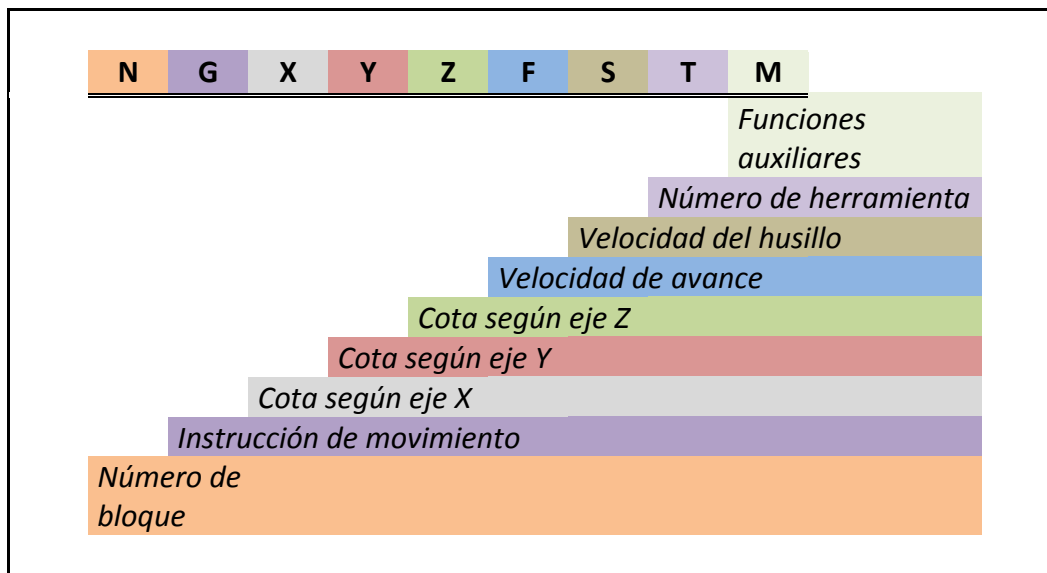 N G X Y Z F S T M
Funciones
auxiliares
Número de herramienta
Velocidad del husillo
Velocidad de avance
Cota según eje Z
Cota según eje Y
Cota según eje X
Instrucción de movimiento
Número de
bloque